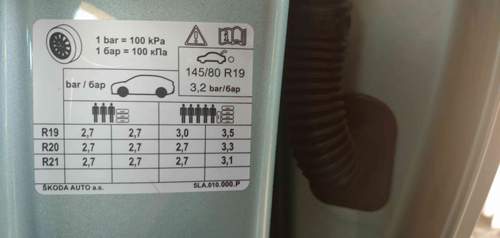 1 bar = 100 kPa
1 бар = 100 кПа
145/80 R19
3,2 bar/бар
bar / бар
R19 2,7 2,7 3,0 3,5
R20 2,7 2,7 2,7 3,3
R21 2,7 2,7 2,7 3,1
ŠKODA AUTO a.s. 5LA.010.000.P